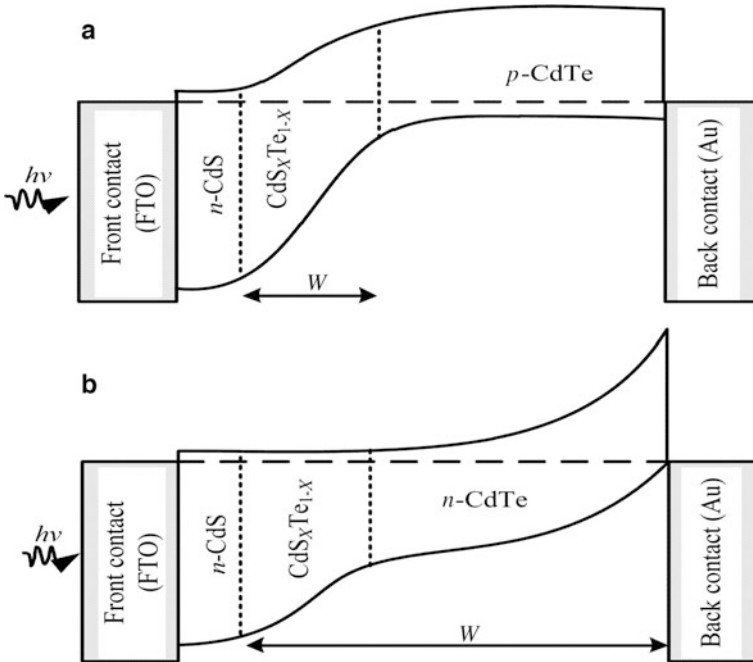 a
p-CdTe
hν
Front contact
(FTO)
n-CdS
CdSXTe1-X
Back contact (Au)
W
b
n-CdTe
hν
Front contact
(FTO)
n-CdS
CdSXTe1-X
Back contact (Au)
W